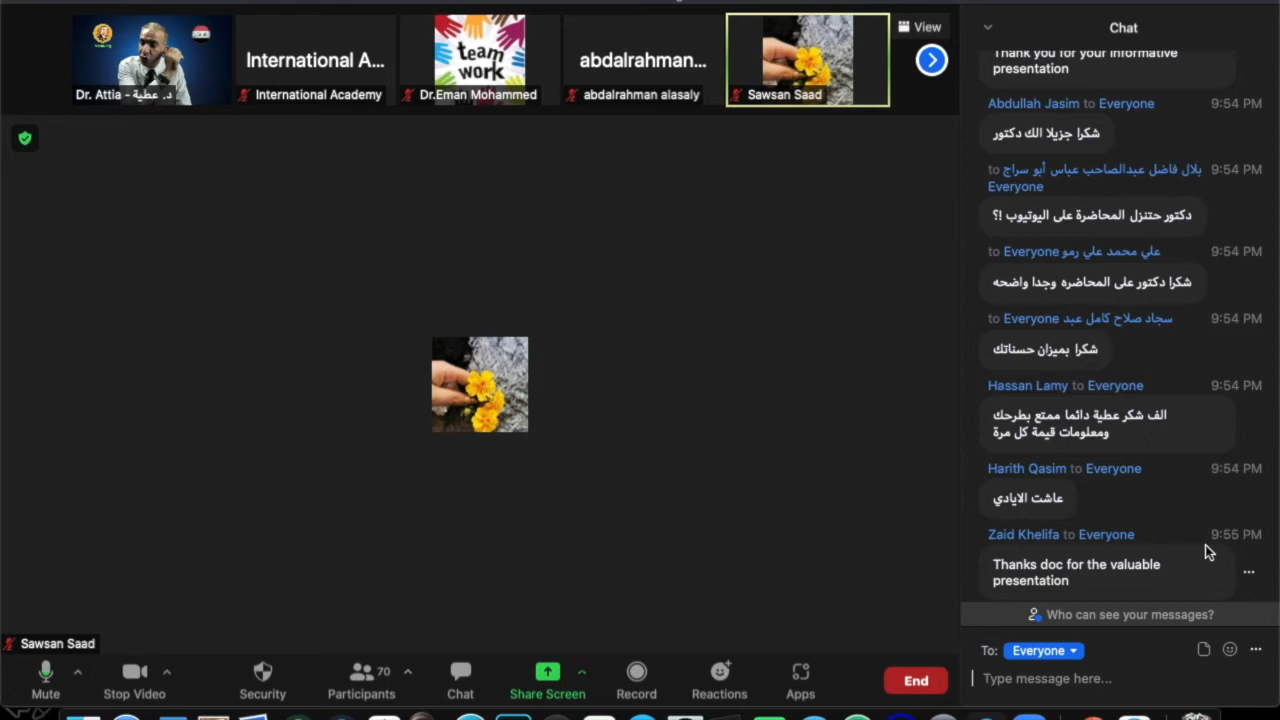 team
work
International A...
abdalrahman...
View
Dr. Attia - د. عطية
International Academy
Dr.Eman Mohammed
abdalrahman alasaly
Sawsan Saad
Sawsan Saad
Mute
Stop Video
Security
70
Participants
Chat
Share Screen
Record
Reactions
Apps
End
Chat
Thank you for your informative
presentation
Abdullah Jasim to Everyone 9:54 PM
شكرا جزيلا الك دكتور
بلال فاضل عبدالصاحب عباس أبو سراج to 9:54 PM
Everyone
دكتور حتنزل المحاضرة على اليوتيوب !؟
علي محمد علي رمو to Everyone 9:54 PM
شكرا دكتور على المحاضره وجدا واضحه
سجاد صلاح كامل عبد to Everyone 9:54 PM
شكرا بميزان حسناتك
Hassan Lamy to Everyone 9:54 PM
الف شكر عطية دائما ممتع بطرحك
ومعلومات قيمة كل مرة
Harith Qasim to Everyone 9:54 PM
عاشت الايادي
Zaid Khelifa to Everyone 9:55 PM
Thanks doc for the valuable
presentation
...
Who can see your messages?
To: Everyone
Type message here...